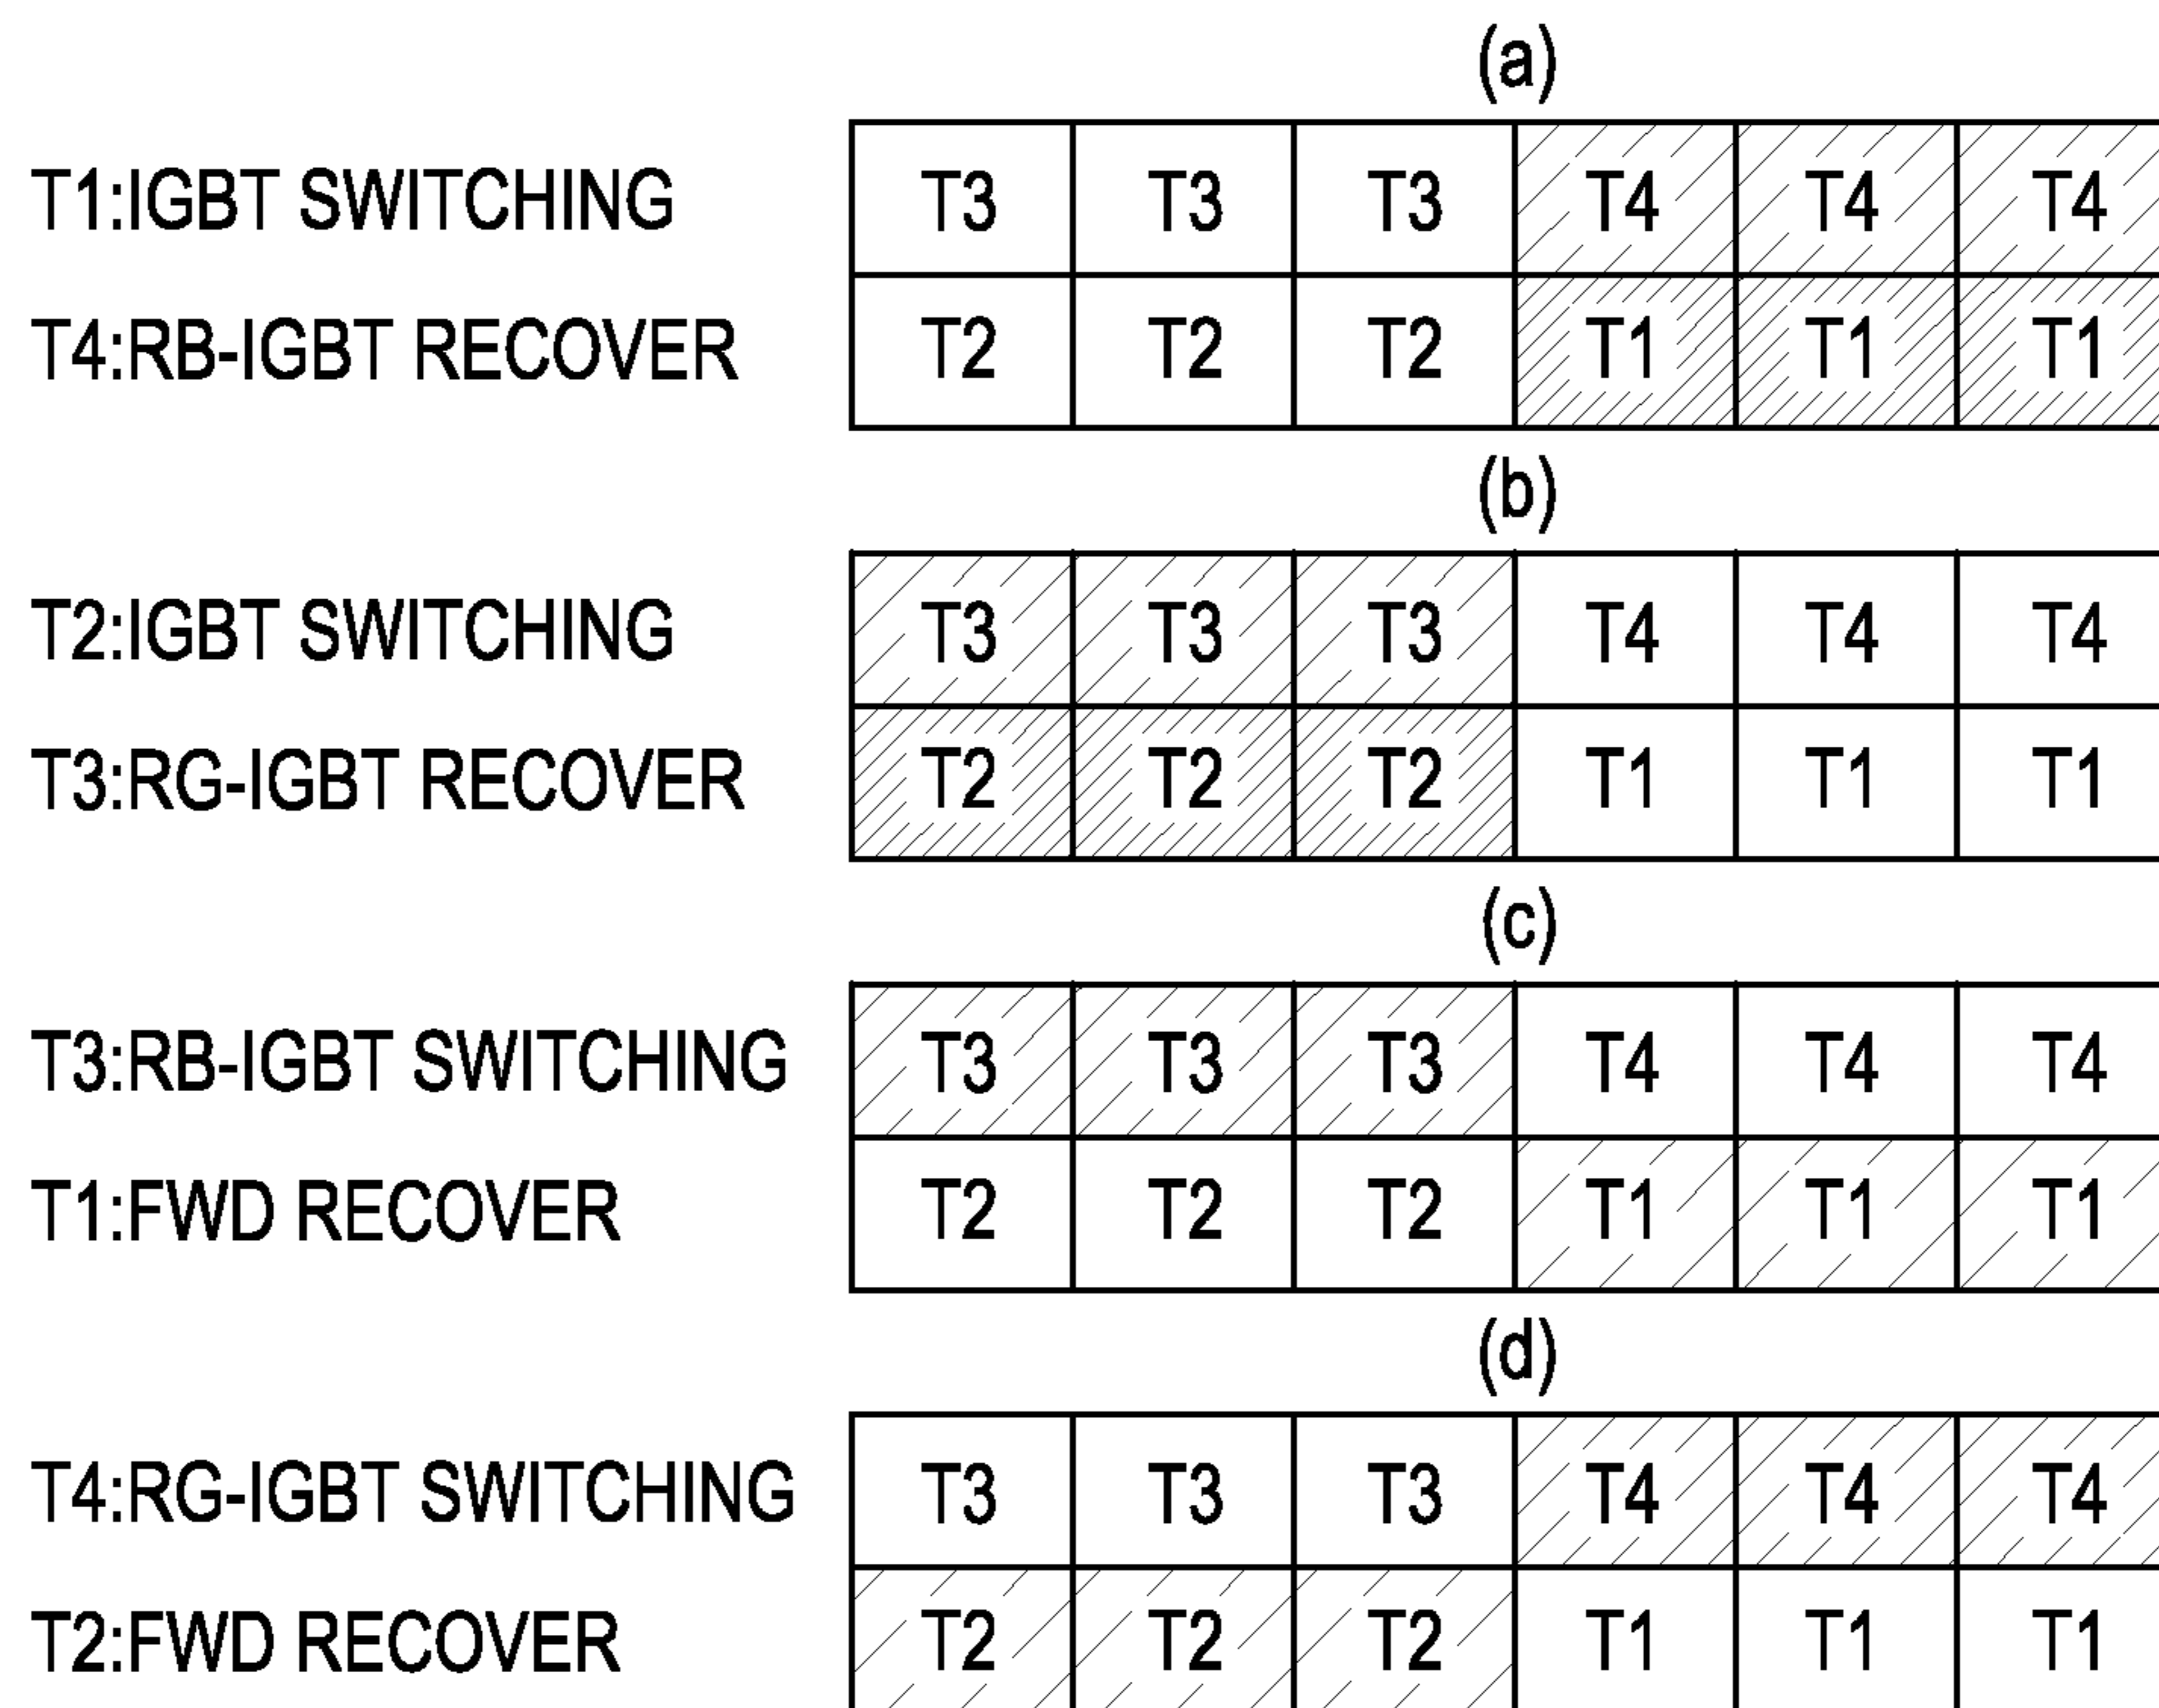 (a)
T1:IGBT SWITCHING T3 T3 T3 T4 T4 T4
T4:RB-IGBT RECOVER T2 T2 T2 T1 T1 T1
(b)
T2:IGBT SWITCHING T3 T3 T3 T4 T4 T4
T3:RG-IGBT RECOVER T2 T2 T2 T1 T1 T1
(c)
T3:RB-IGBT SWITCHING T3 T3 T3 T4 T4 T4
T1:FWD RECOVER T2 T2 T2 T1 T1 T1
(d)
T4:RG-IGBT SWITCHING T3 T3 T3 T4 T4 T4
T2:FWD RECOVER T2 T2 T2 T1 T1 T1